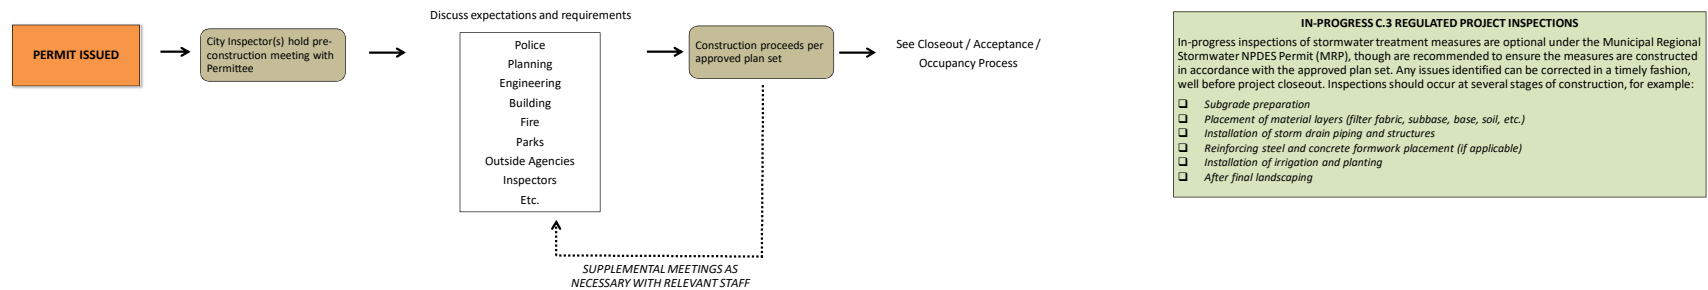 PERMIT ISSUED
City Inspector(s) hold pre-
construction meeting with
Permittee
Discuss expectations and requirements
Police
Planning
Engineering
Building
Fire
Parks
Outside Agencies
Inspectors
Etc.
Construction proceeds per
approved plan set
See Closeout / Acceptance /
Occupancy Process
SUPPLEMENTAL MEETINGS AS
NECESSARY WITH RELEVANT STAFF
IN-PROGRESS C.3 REGULATED PROJECT INSPECTIONS
In-progress inspections of stormwater treatment measures are optional under the Municipal Regional
Stormwater NPDES Permit (MRP), though are recommended to ensure the measures are constructed
in accordance with the approved plan set. Any issues identified can be corrected in a timely fashion,
well before project closeout. Inspections should occur at several stages of construction, for example:
❑ Subgrade preparation
❑ Placement of material layers (filter fabric, subbase, base, soil, etc.)
❑ Installation of storm drain piping and structures
❑ Reinforcing steel and concrete formwork placement (if applicable)
❑ Installation of irrigation and planting
❑ After final landscaping